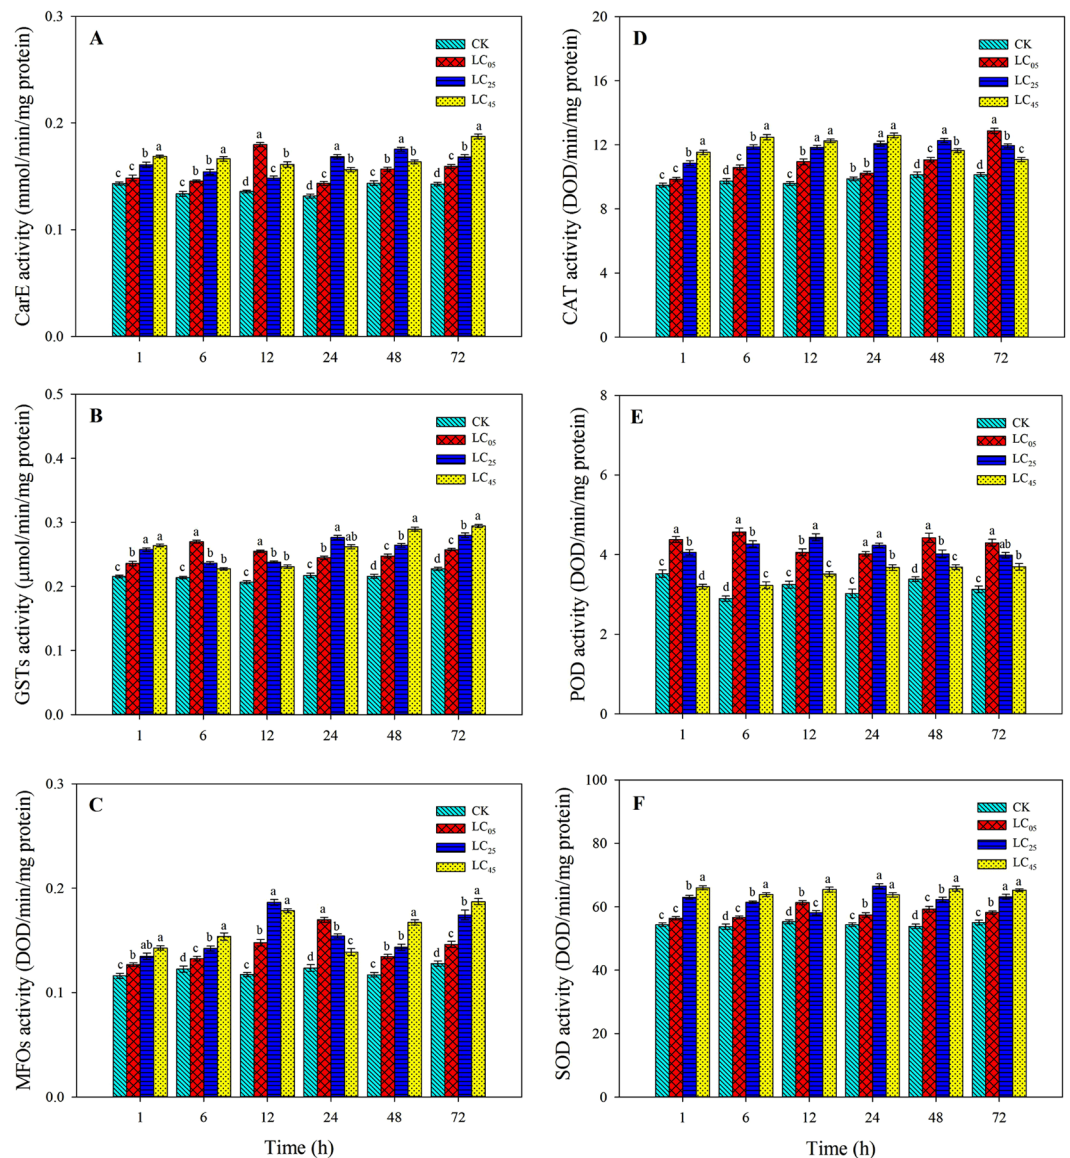 A
CK
LC05
LC25
LC45
CarE activity (nmol/min/mg protein)
0.3
0.2
0.1
0.0
c c b a
c b b a
d a c b
d c a b
c b a b
d c b a
1 6 12 24 48 72
D
CK
LC05
LC25
LC45
CAT activity (DOD/min/mg protein)
20
16
12
8
4
0
c c b a
d c b a
c b a a
b b a a
d c a b
d a b c
1 6 12 24 48 72
B
CK
LC05
LC25
LC45
GSTs activity (μmol/min/mg protein)
0.5
0.4
0.3
0.2
0.1
0.0
c b a a
c a b b
c a b b
c b a ab
d c b a
d c b a
1 6 12 24 48 72
E
CK
LC05
LC25
LC45
POD activity (DOD/min/mg protein)
8
6
4
2
0
c a b d
d a b c
c b a c
c a a b
d a b c
c a ab b
1 6 12 24 48 72
C
CK
LC05
LC25
LC45
MFOs activity (DOD/min/mg protein)
0.3
0.2
0.1
0.0
c b ab a
c c b a
c b a a
d a b c
c b b a
c b a a
1 6 12 24 48 72
Time (h)
F
CK
LC05
LC25
LC45
SOD activity (DOD/min/mg protein)
100
80
60
40
20
0
c c b a
d c b a
d b c a
d c a b
d c b a
c b a a
1 6 12 24 48 72
Time (h)